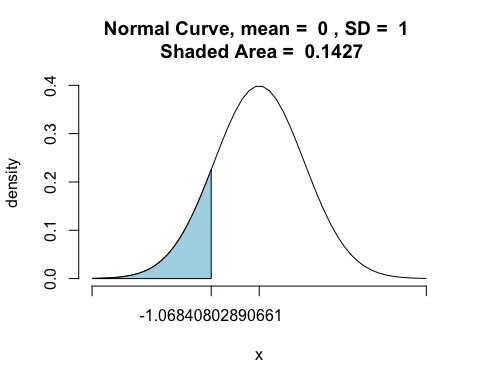 Normal Curve, mean =  0 , SD =  1
Shaded Area =  0.1427
density
0.4
0.3
0.2
0.1
0.0
-1.06840802890661
x